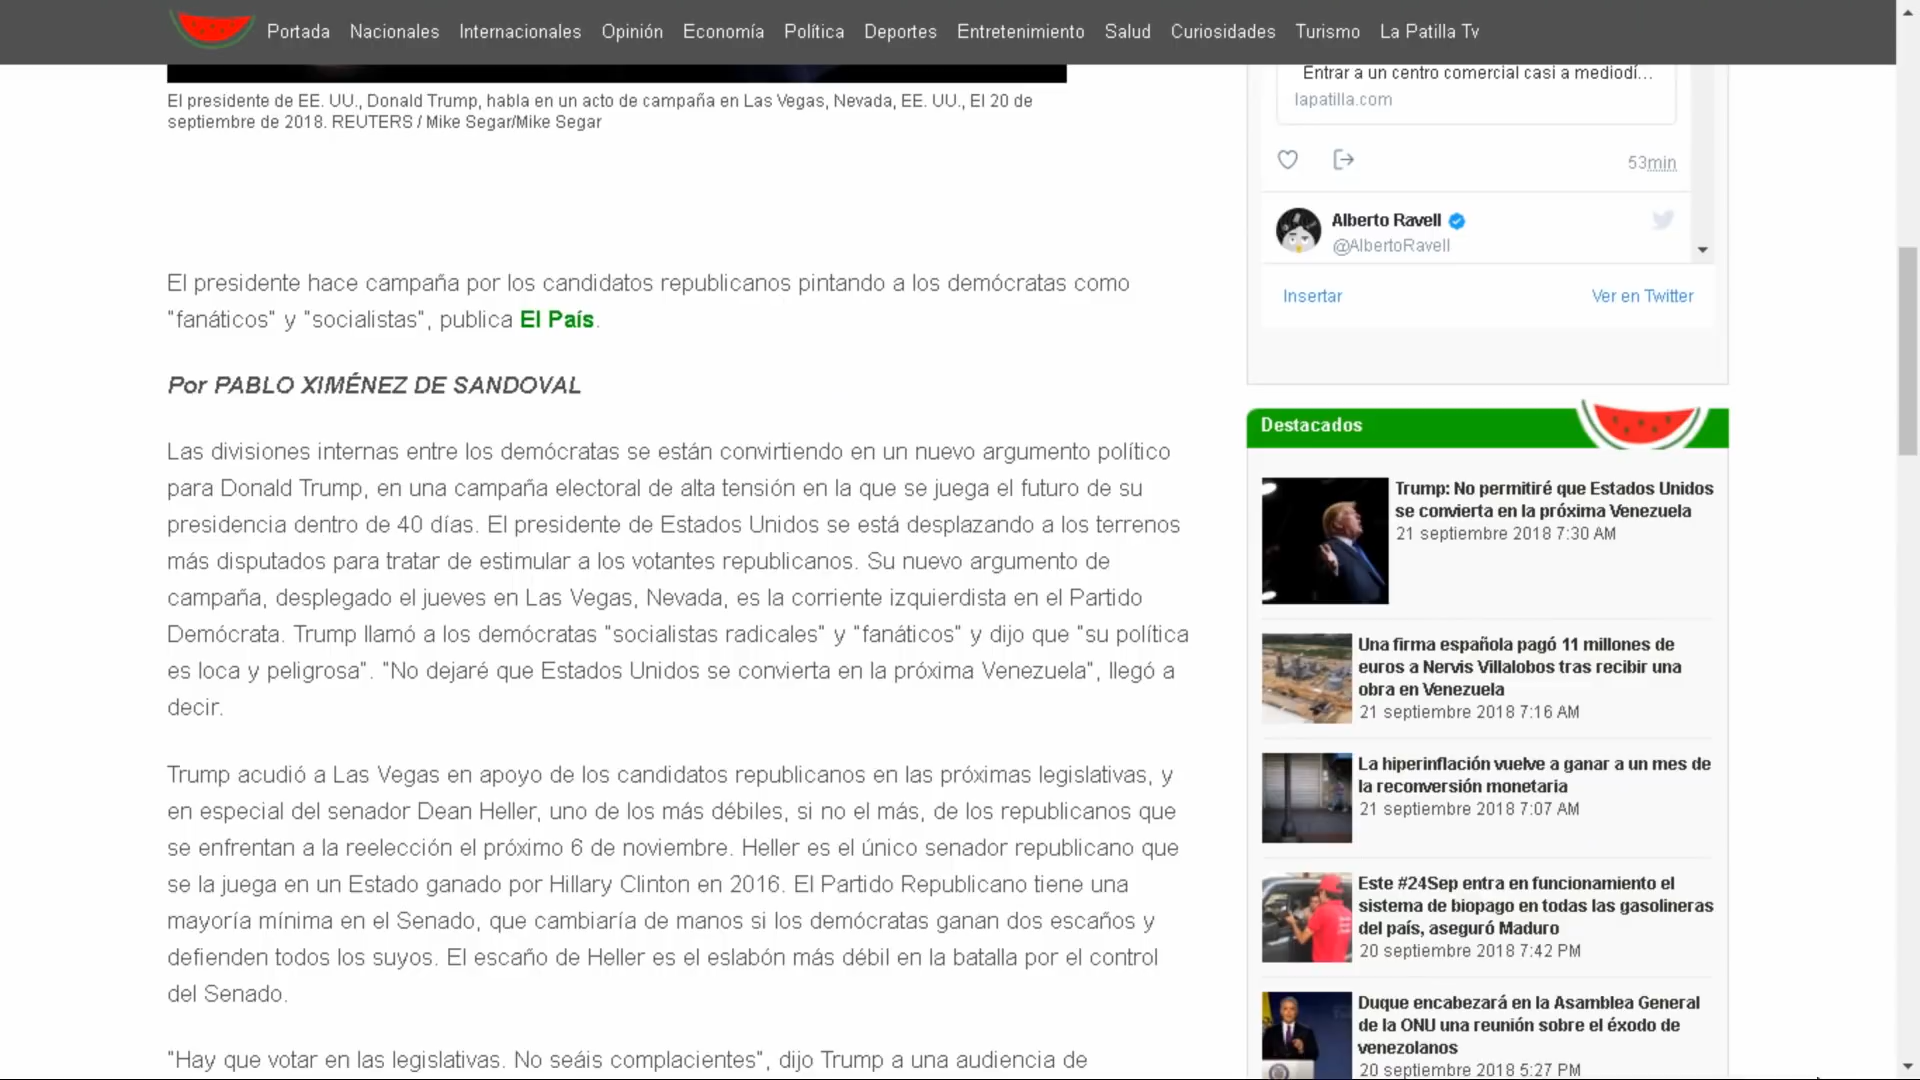 Portada Nacionales Internacionales Opinión Economía Política Deportes Entretenimiento Salud Curiosidades Turismo La Patilla Tv
El presidente de EE. UU., Donald Trump, habla en un acto de campaña en Las Vegas, Nevada, EE. UU., El 20 de
septiembre de 2018. REUTERS / Mike Segar/Mike Segar
El presidente hace campaña por los candidatos republicanos pintando a los demócratas como
"fanáticos" y "socialistas", publica El País.
Por PABLO XIMÉNEZ DE SANDOVAL
Las divisiones internas entre los demócratas se están convirtiendo en un nuevo argumento político
para Donald Trump, en una campaña electoral de alta tensión en la que se juega el futuro de su
presidencia dentro de 40 días. El presidente de Estados Unidos se está desplazando a los terrenos
más disputados para tratar de estimular a los votantes republicanos. Su nuevo argumento de
campaña, desplegado el jueves en Las Vegas, Nevada, es la corriente izquierdista en el Partido
Demócrata. Trump llamó a los demócratas "socialistas radicales" y "fanáticos" y dijo que "su política
es loca y peligrosa". "No dejaré que Estados Unidos se convierta en la próxima Venezuela", llegó a
decir.
Trump acudió a Las Vegas en apoyo de los candidatos republicanos en las próximas legislativas, y
en especial del senador Dean Heller, uno de los más débiles, si no el más, de los republicanos que
se enfrentan a la reelección el próximo 6 de noviembre. Heller es el único senador republicano que
se la juega en un Estado ganado por Hillary Clinton en 2016. El Partido Republicano tiene una
mayoría mínima en el Senado, que cambiaría de manos si los demócratas ganan dos escaños y
defienden todos los suyos. El escaño de Heller es el eslabón más débil en la batalla por el control
del Senado.
"Hay que votar en las legislativas. No seáis complacientes", dijo Trump a una audiencia de
Entrar a un centro comercial casi a mediodí...
lapatilla.com
53min
Alberto Ravell
@AlbertoRavell
Insertar Ver en Twitter
Destacados
Trump: No permitiré que Estados Unidos
se convierta en la próxima Venezuela
21 septiembre 2018 7:30 AM
Una firma española pagó 11 millones de
euros a Nervis Villalobos tras recibir una
obra en Venezuela
21 septiembre 2018 7:16 AM
La hiperinflación vuelve a ganar a un mes de
la reconversión monetaria
21 septiembre 2018 7:07 AM
Este #24Sep entra en funcionamiento el
sistema de biopago en todas las gasolineras
del país, aseguró Maduro
20 septiembre 2018 7:42 PM
Duque encabezará en la Asamblea General
de la ONU una reunión sobre el éxodo de
venezolanos
20 septiembre 2018 5:27 PM